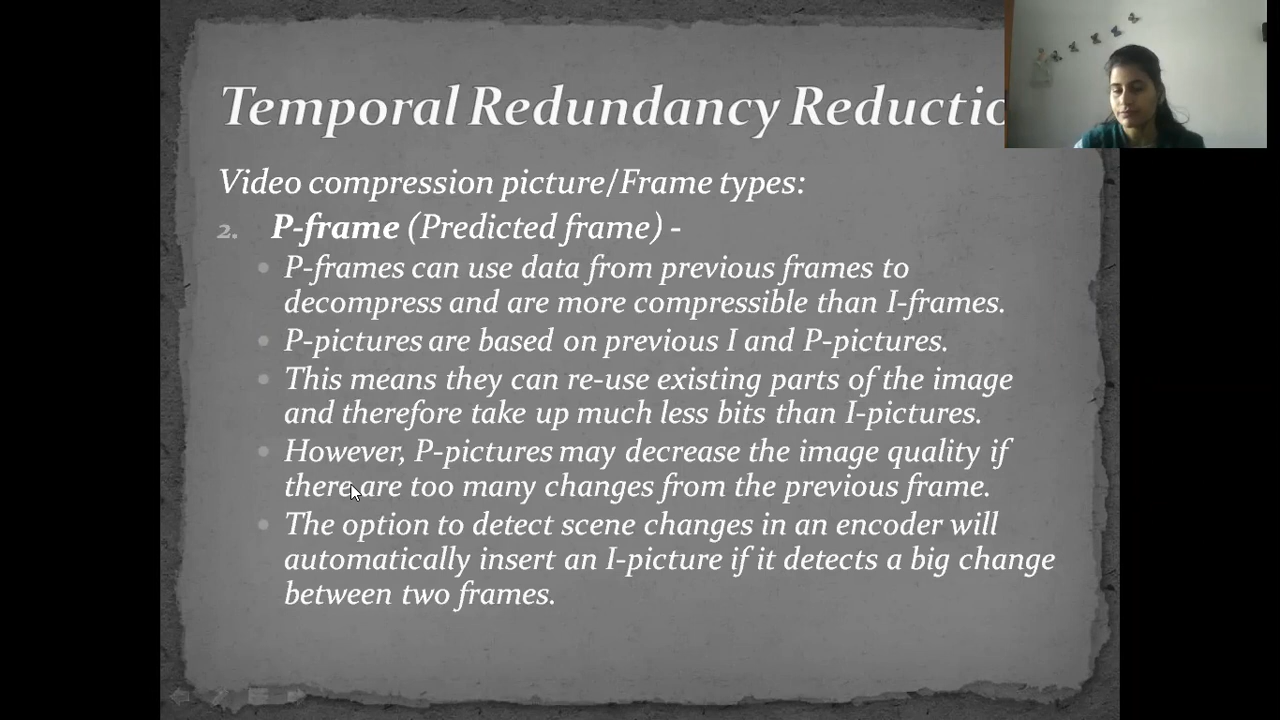 Temporal Redundancy Reductio
Video compression picture/Frame types:
2. P-frame (Predicted frame) -
P-frames can use data from previous frames to
decompress and are more compressible than I-frames.
P-pictures are based on previous I and P-pictures.
This means they can re-use existing parts of the image
and therefore take up much less bits than I-pictures.
However, P-pictures may decrease the image quality if
there are too many changes from the previous frame.
The option to detect scene changes in an encoder will
automatically insert an I-picture if it detects a big change
between two frames.